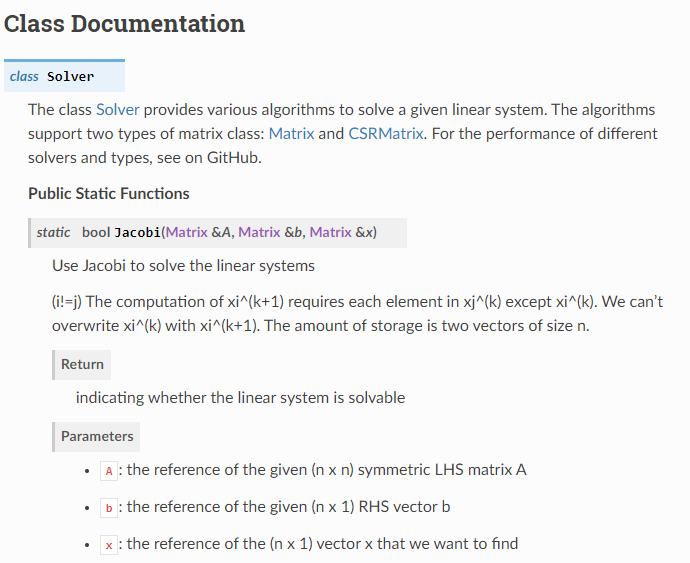 Class Documentation
class Solver
The class Solver provides various algorithms to solve a given linear system. The algorithms
support two types of matrix class: Matrix and CSRMatrix. For the performance of different
solvers and types, see on GitHub.
Public Static Functions
static bool Jacobi(Matrix &A, Matrix &b, Matrix &x)
Use Jacobi to solve the linear systems
(i!=j) The computation of xi^(k+1) requires each element in xj^(k) except xi^(k). We can't
overwrite xi^(k) with xi^(k+1). The amount of storage is two vectors of size n.
Return
indicating whether the linear system is solvable
Parameters
• A : the reference of the given (n x n) symmetric LHS matrix A
• b : the reference of the given (n x 1) RHS vector b
• x : the reference of the (n x 1) vector x that we want to find